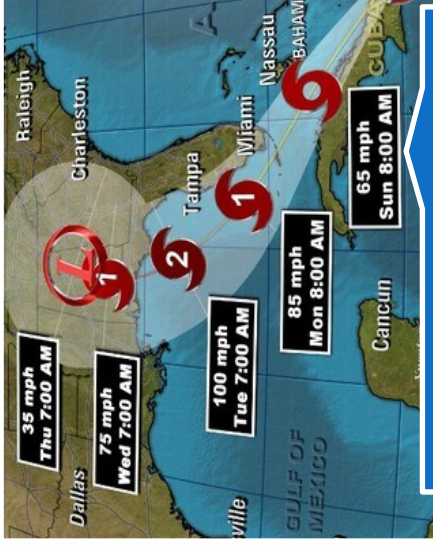 Raleigh
Charleston
A
Nassau
BAHAM
CUBA
Miami
Tampa
L
1
2
1
35 mph
Thu 7:00 AM
75 mph
Wed 7:00 AM
100 mph
Tue 7:00 AM
85 mph
Mon 8:00 AM
65 mph
Sun 8:00 AM
Dallas
ville
GULF OF
MEXICO
Cancun